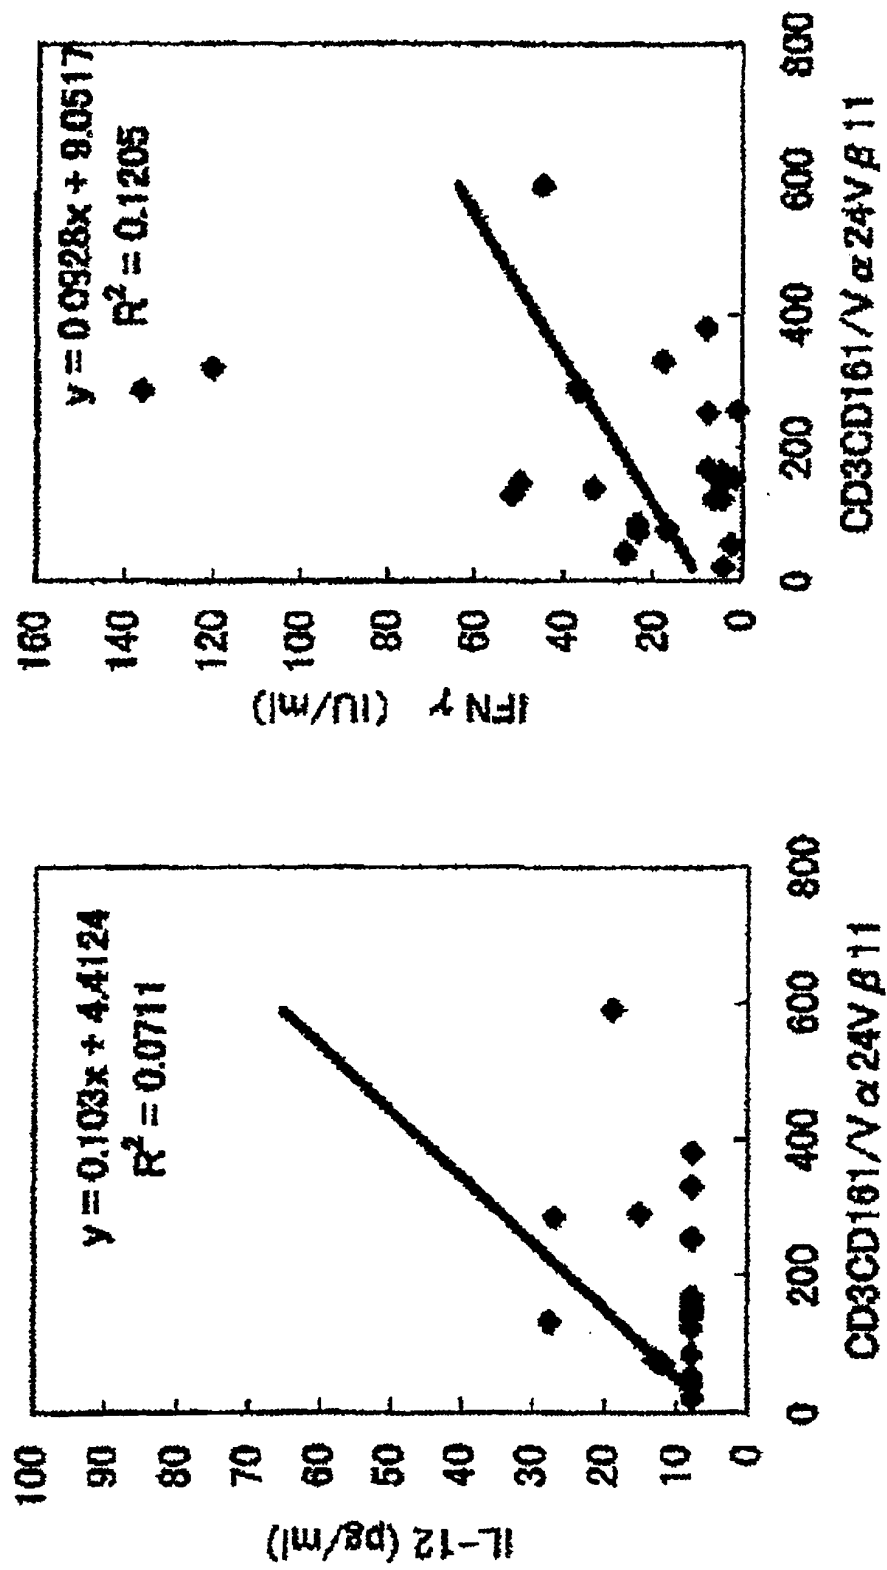 y = 0.103x + 4.4124
R² = 0.0711
100
90
80
70
60
50
40
30
20
10
0
IL-12 (pg/ml)
0 200 400 600 800
CD3CD161/Vα24Vβ11
y = 0.0928x + 9.0517
R² = 0.1205
160
140
120
100
80
60
40
20
0
IFNγ (IU/ml)
0 200 400 600 800
CD3CD161/Vα24Vβ11